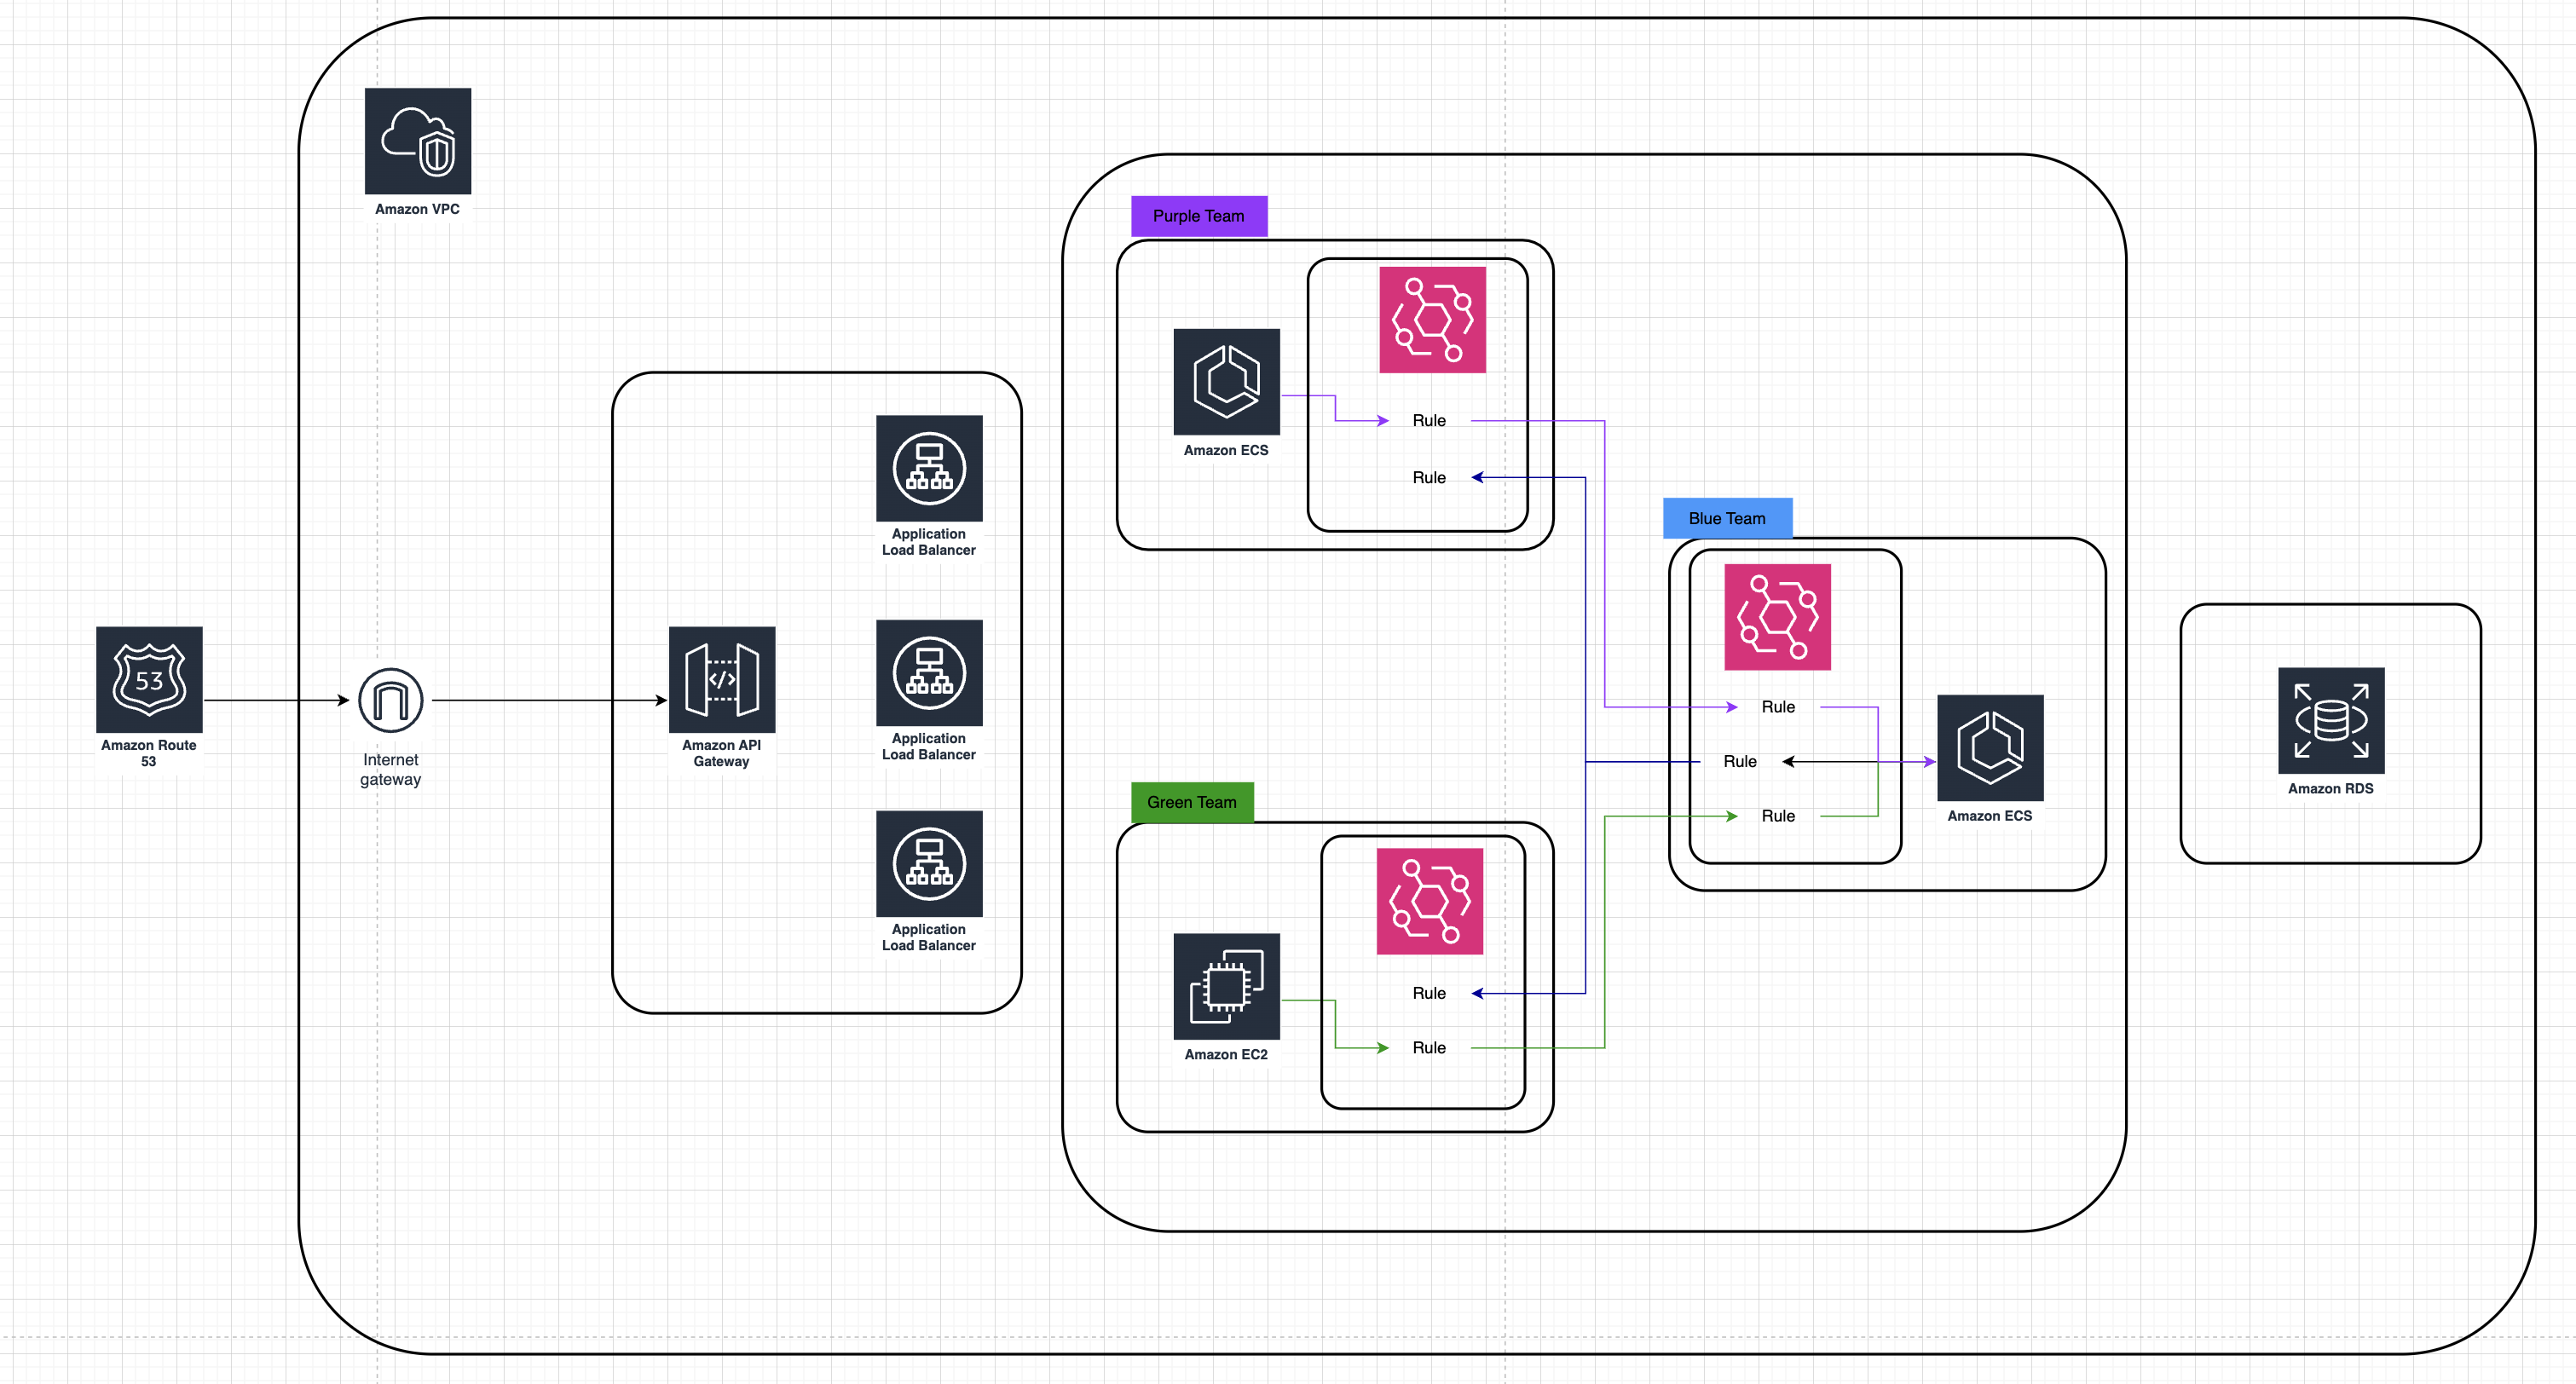 Amazon VPC
Purple Team
Amazon ECS
Rule
Rule
Application
Load Balancer
Blue Team
53
Amazon Route
53
Internet
gateway
</>
Amazon API
Gateway
Application
Load Balancer
Rule
Rule
Rule
Amazon ECS
Amazon RDS
Green Team
Application
Load Balancer
Amazon EC2
Rule
Rule